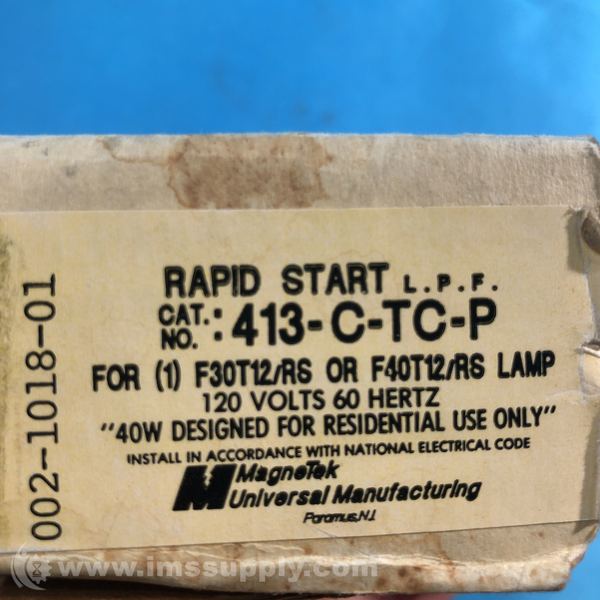 RAPID START L.P.F.
CAT. NO.: 413-C-TC-P
FOR (1) F30T12/RS OR F40T12/RS LAMP
120 VOLTS 60 HERTZ
"40W DESIGNED FOR RESIDENTIAL USE ONLY"
INSTALL IN ACCORDANCE WITH NATIONAL ELECTRICAL CODE
MagneTek
Universal Manufacturing
Paramus, N.J.
002-1018-01
www.imssupply.com